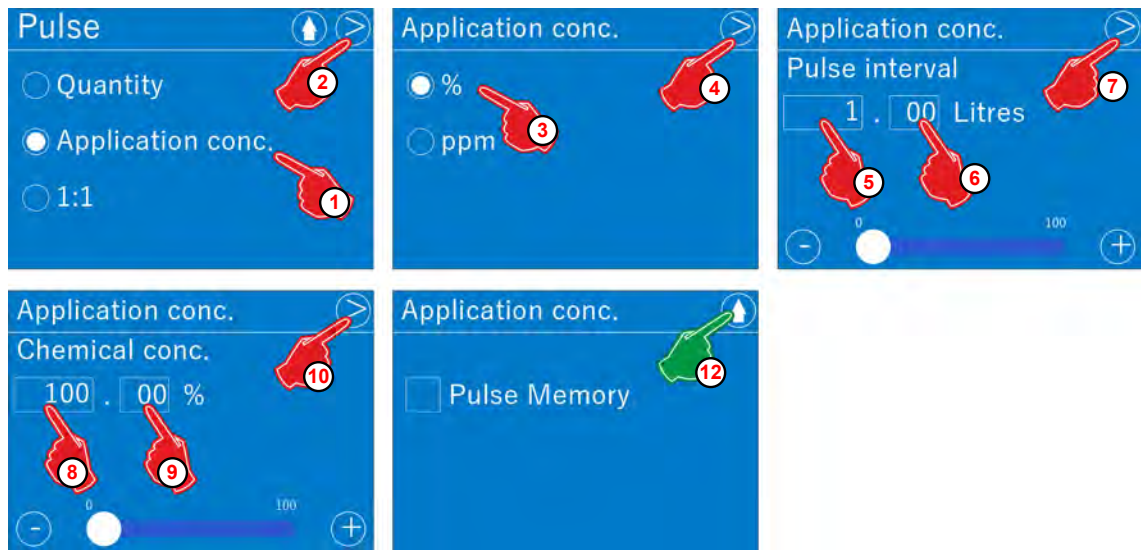 Pulse
>
2
Quantity
Application conc.
1
1:1
Application conc.
>
4
%
3
ppm
Application conc.
>
7
Pulse interval
1 . 00 Litres
5
6
0
100
-
+
Application conc.
>
10
Chemical conc.
100 . 00 %
8
9
0
100
-
+
Application conc.
12
Pulse Memory